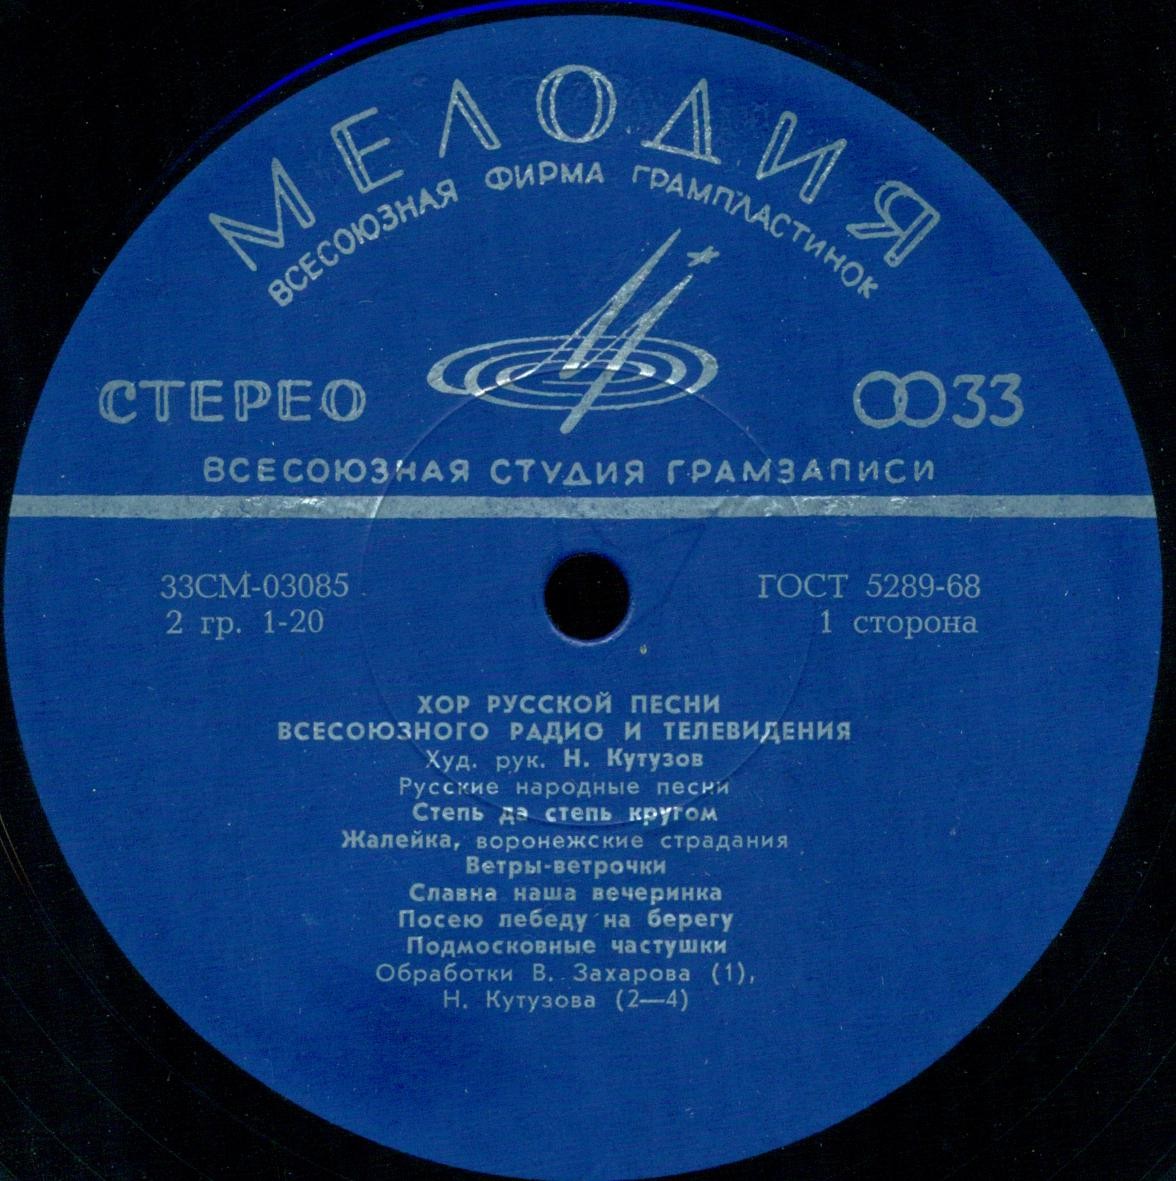 МЕЛОДИЯ
ВСЕСОЮЗНАЯ ФИРМА ГРАМПЛАСТИНОК
СТЕРЕО
33
ВСЕСОЮЗНАЯ СТУДИЯ ГРАМЗАПИСИ
33СМ-03085
ГОСТ 5289-68
2 гр. 1-20
1 сторона
ХОР РУССКОЙ ПЕСНИ
ВСЕСОЮЗНОГО РАДИО И ТЕЛЕВИДЕНИЯ
Худ. рук. Н. Кутузов
Русские народные песни
Степь да степь кругом
Жалейка, воронежские страдания
Ветры-ветрочки
Славна наша вечеринка
Посею лебеду на берегу
Подмосковные частушки
Обработки В. Захарова (1),
Н. Кутузова (2—4)